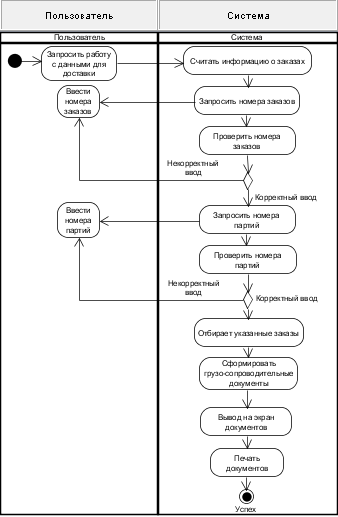 Пользователь
Система
Пользователь
Система
Запросить работу
с данными для
доставки
Считать информацию о заказах
Ввести
номера
заказов
Запросить номера заказов
Проверить номера
заказов
Некорректный
ввод
Корректный ввод
Ввести
номера
партий
Запросить номера
партий
Проверить номера
партий
Некорректный
ввод
Корректный ввод
Отбирает указанные заказы
Сформировать
грузо-сопроводительные
документы
Вывод на экран
документов
Печать
документов
Успех